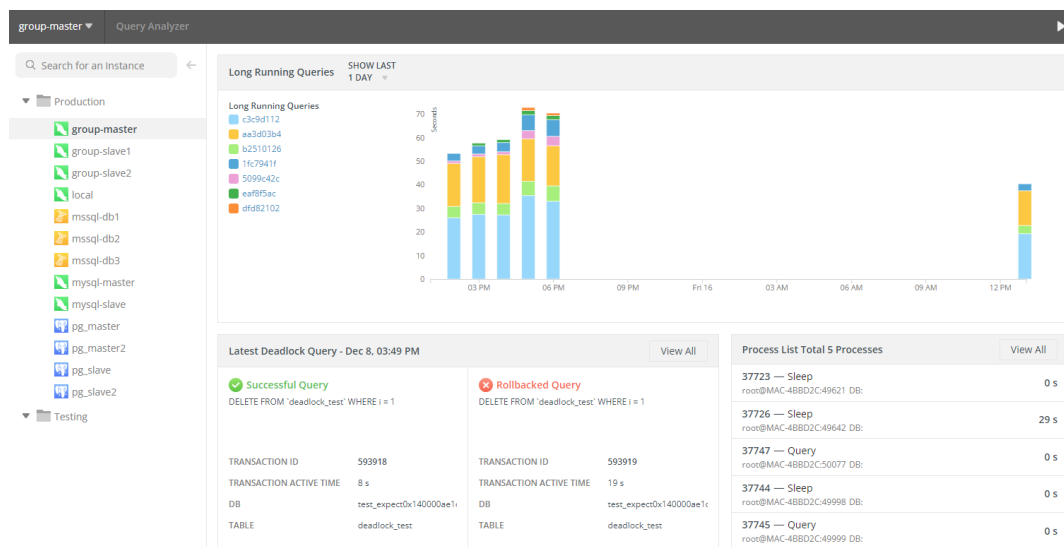 group-master
Query Analyzer
Search for an Instance
Production
group-master
group-slave1
group-slave2
local
mssql-db1
mssql-db2
mssql-db3
mysql-master
mysql-slave
pg_master
pg_master2
pg_slave
pg_slave2
Testing
Long Running Queries
SHOW LAST
1 DAY
Long Running Queries
c3c9d112
aa3d03b4
b2510126
1fc7941f
5099c42c
eaf8f5ac
dfd82102
Seconds
70
60
50
40
30
20
10
0
03 PM 06 PM 09 PM Fri 16 03 AM 06 AM 09 AM 12 PM
Latest Deadlock Query - Dec 8, 03:49 PM
View All
Successful Query
DELETE FROM `deadlock_test` WHERE i = 1
TRANSACTION ID 593918
TRANSACTION ACTIVE TIME 8 s
DB test_expect0x140000ae1
TABLE deadlock_test
Rollbacked Query
DELETE FROM `deadlock_test` WHERE i = 1
TRANSACTION ID 593919
TRANSACTION ACTIVE TIME 19 s
DB test_expect0x140000ae1
TABLE deadlock_test
Process List Total 5 Processes
View All
37723 — Sleep
root@MAC-4BBD2C:49621 DB:
0 s
37726 — Sleep
root@MAC-4BBD2C:49642 DB:
29 s
37747 — Query
root@MAC-4BBD2C:50077 DB:
0 s
37744 — Sleep
root@MAC-4BBD2C:49998 DB:
0 s
37745 — Query
root@MAC-4BBD2C:49999 DB:
0 s